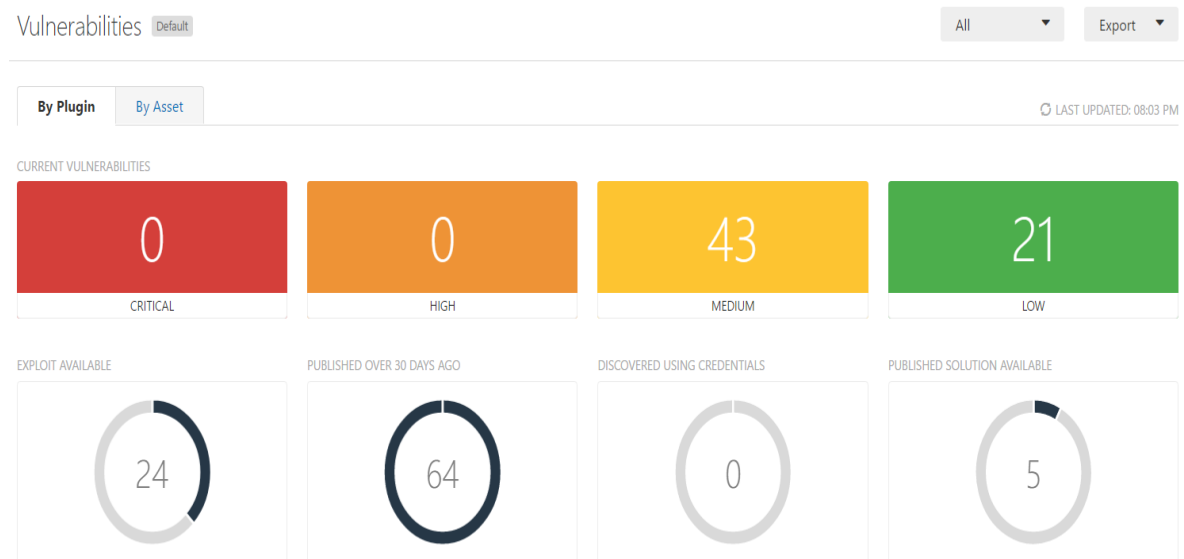 Vulnerabilities Default All Export
By Plugin By Asset
LAST UPDATED: 08:03 PM
CURRENT VULNERABILITIES
0 0 43 21
CRITICAL HIGH MEDIUM LOW
EXPLOIT AVAILABLE PUBLISHED OVER 30 DAYS AGO DISCOVERED USING CREDENTIALS PUBLISHED SOLUTION AVAILABLE
24 64 0 5